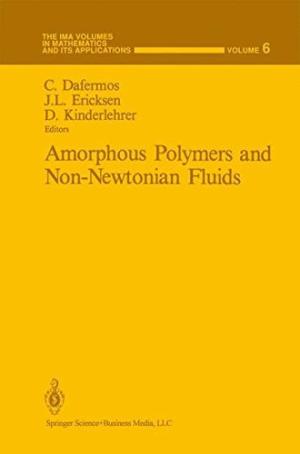 THE IMA VOLUMES
IN MATHEMATICS
AND ITS APPLICATIONS
VOLUME 6
C. Dafermos
J.L. Ericksen
D. Kinderlehrer
Editors
Amorphous Polymers and
Non-Newtonian Fluids
Springer Science+Business Media, LLC